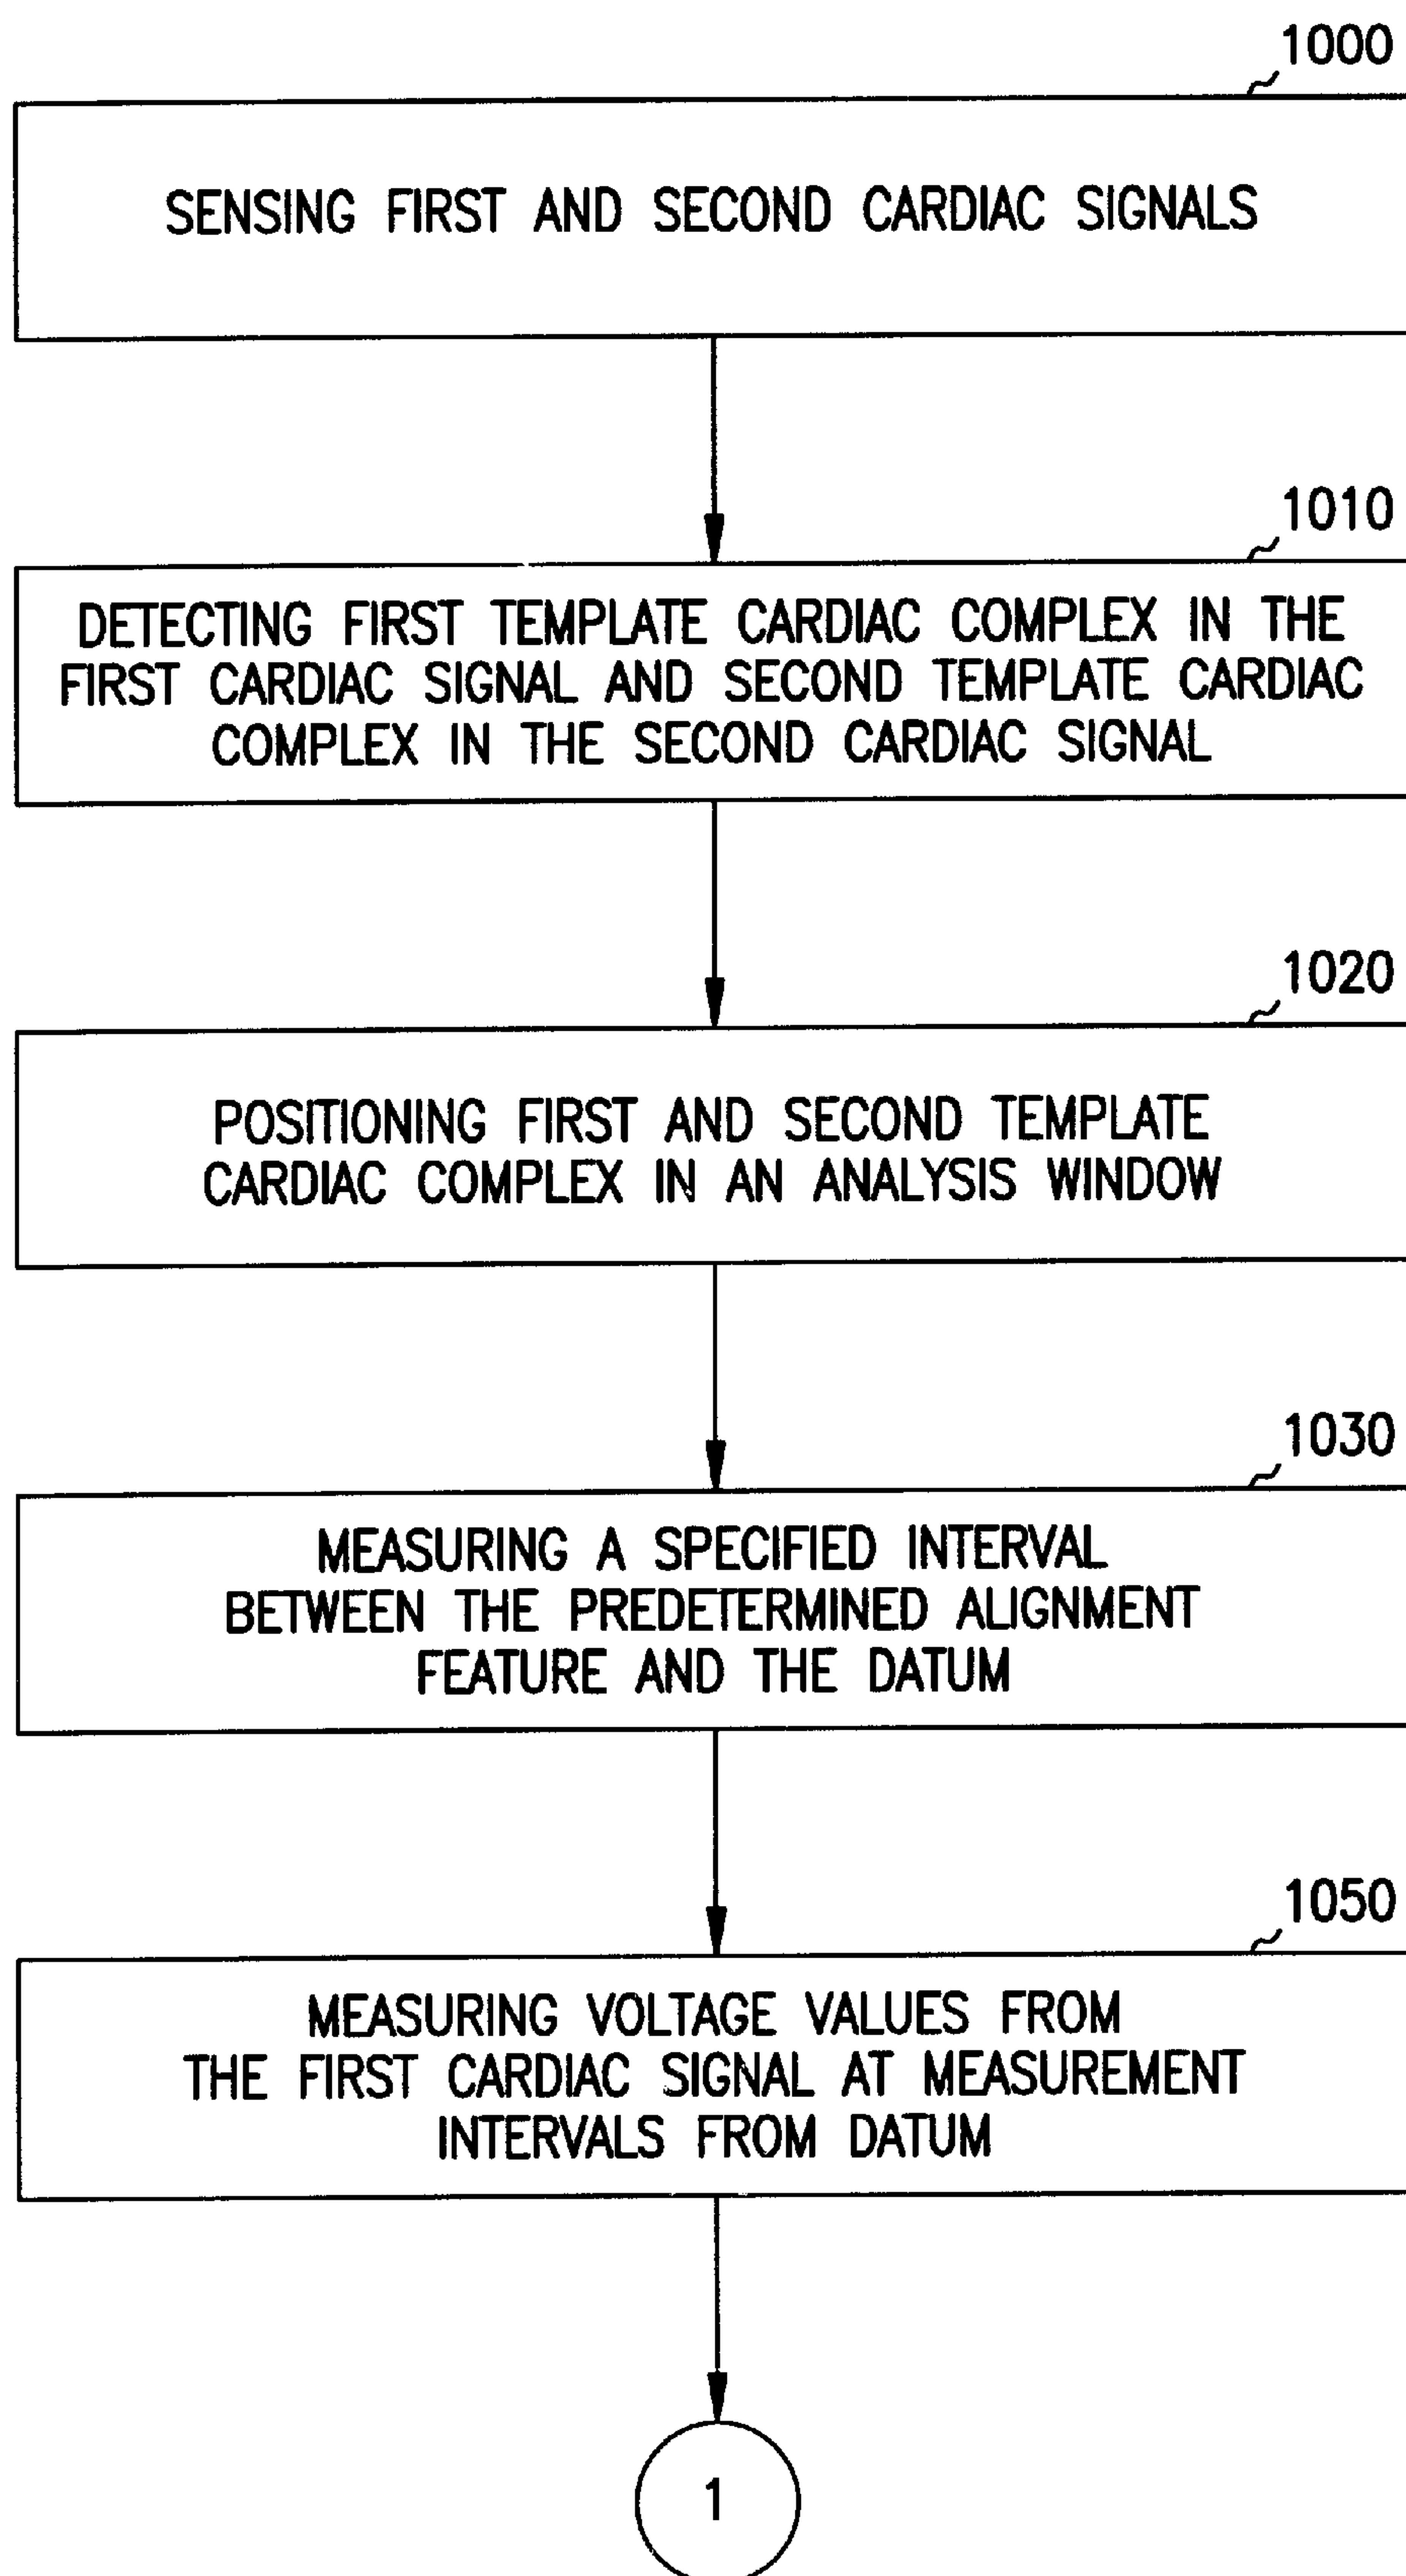 1000
SENSING FIRST AND SECOND CARDIAC SIGNALS
1010
DETECTING FIRST TEMPLATE CARDIAC COMPLEX IN THE
FIRST CARDIAC SIGNAL AND SECOND TEMPLATE CARDIAC
COMPLEX IN THE SECOND CARDIAC SIGNAL
1020
POSITIONING FIRST AND SECOND TEMPLATE
CARDIAC COMPLEX IN AN ANALYSIS WINDOW
1030
MEASURING A SPECIFIED INTERVAL
BETWEEN THE PREDETERMINED ALIGNMENT
FEATURE AND THE DATUM
1050
MEASURING VOLTAGE VALUES FROM
THE FIRST CARDIAC SIGNAL AT MEASUREMENT
INTERVALS FROM DATUM
1